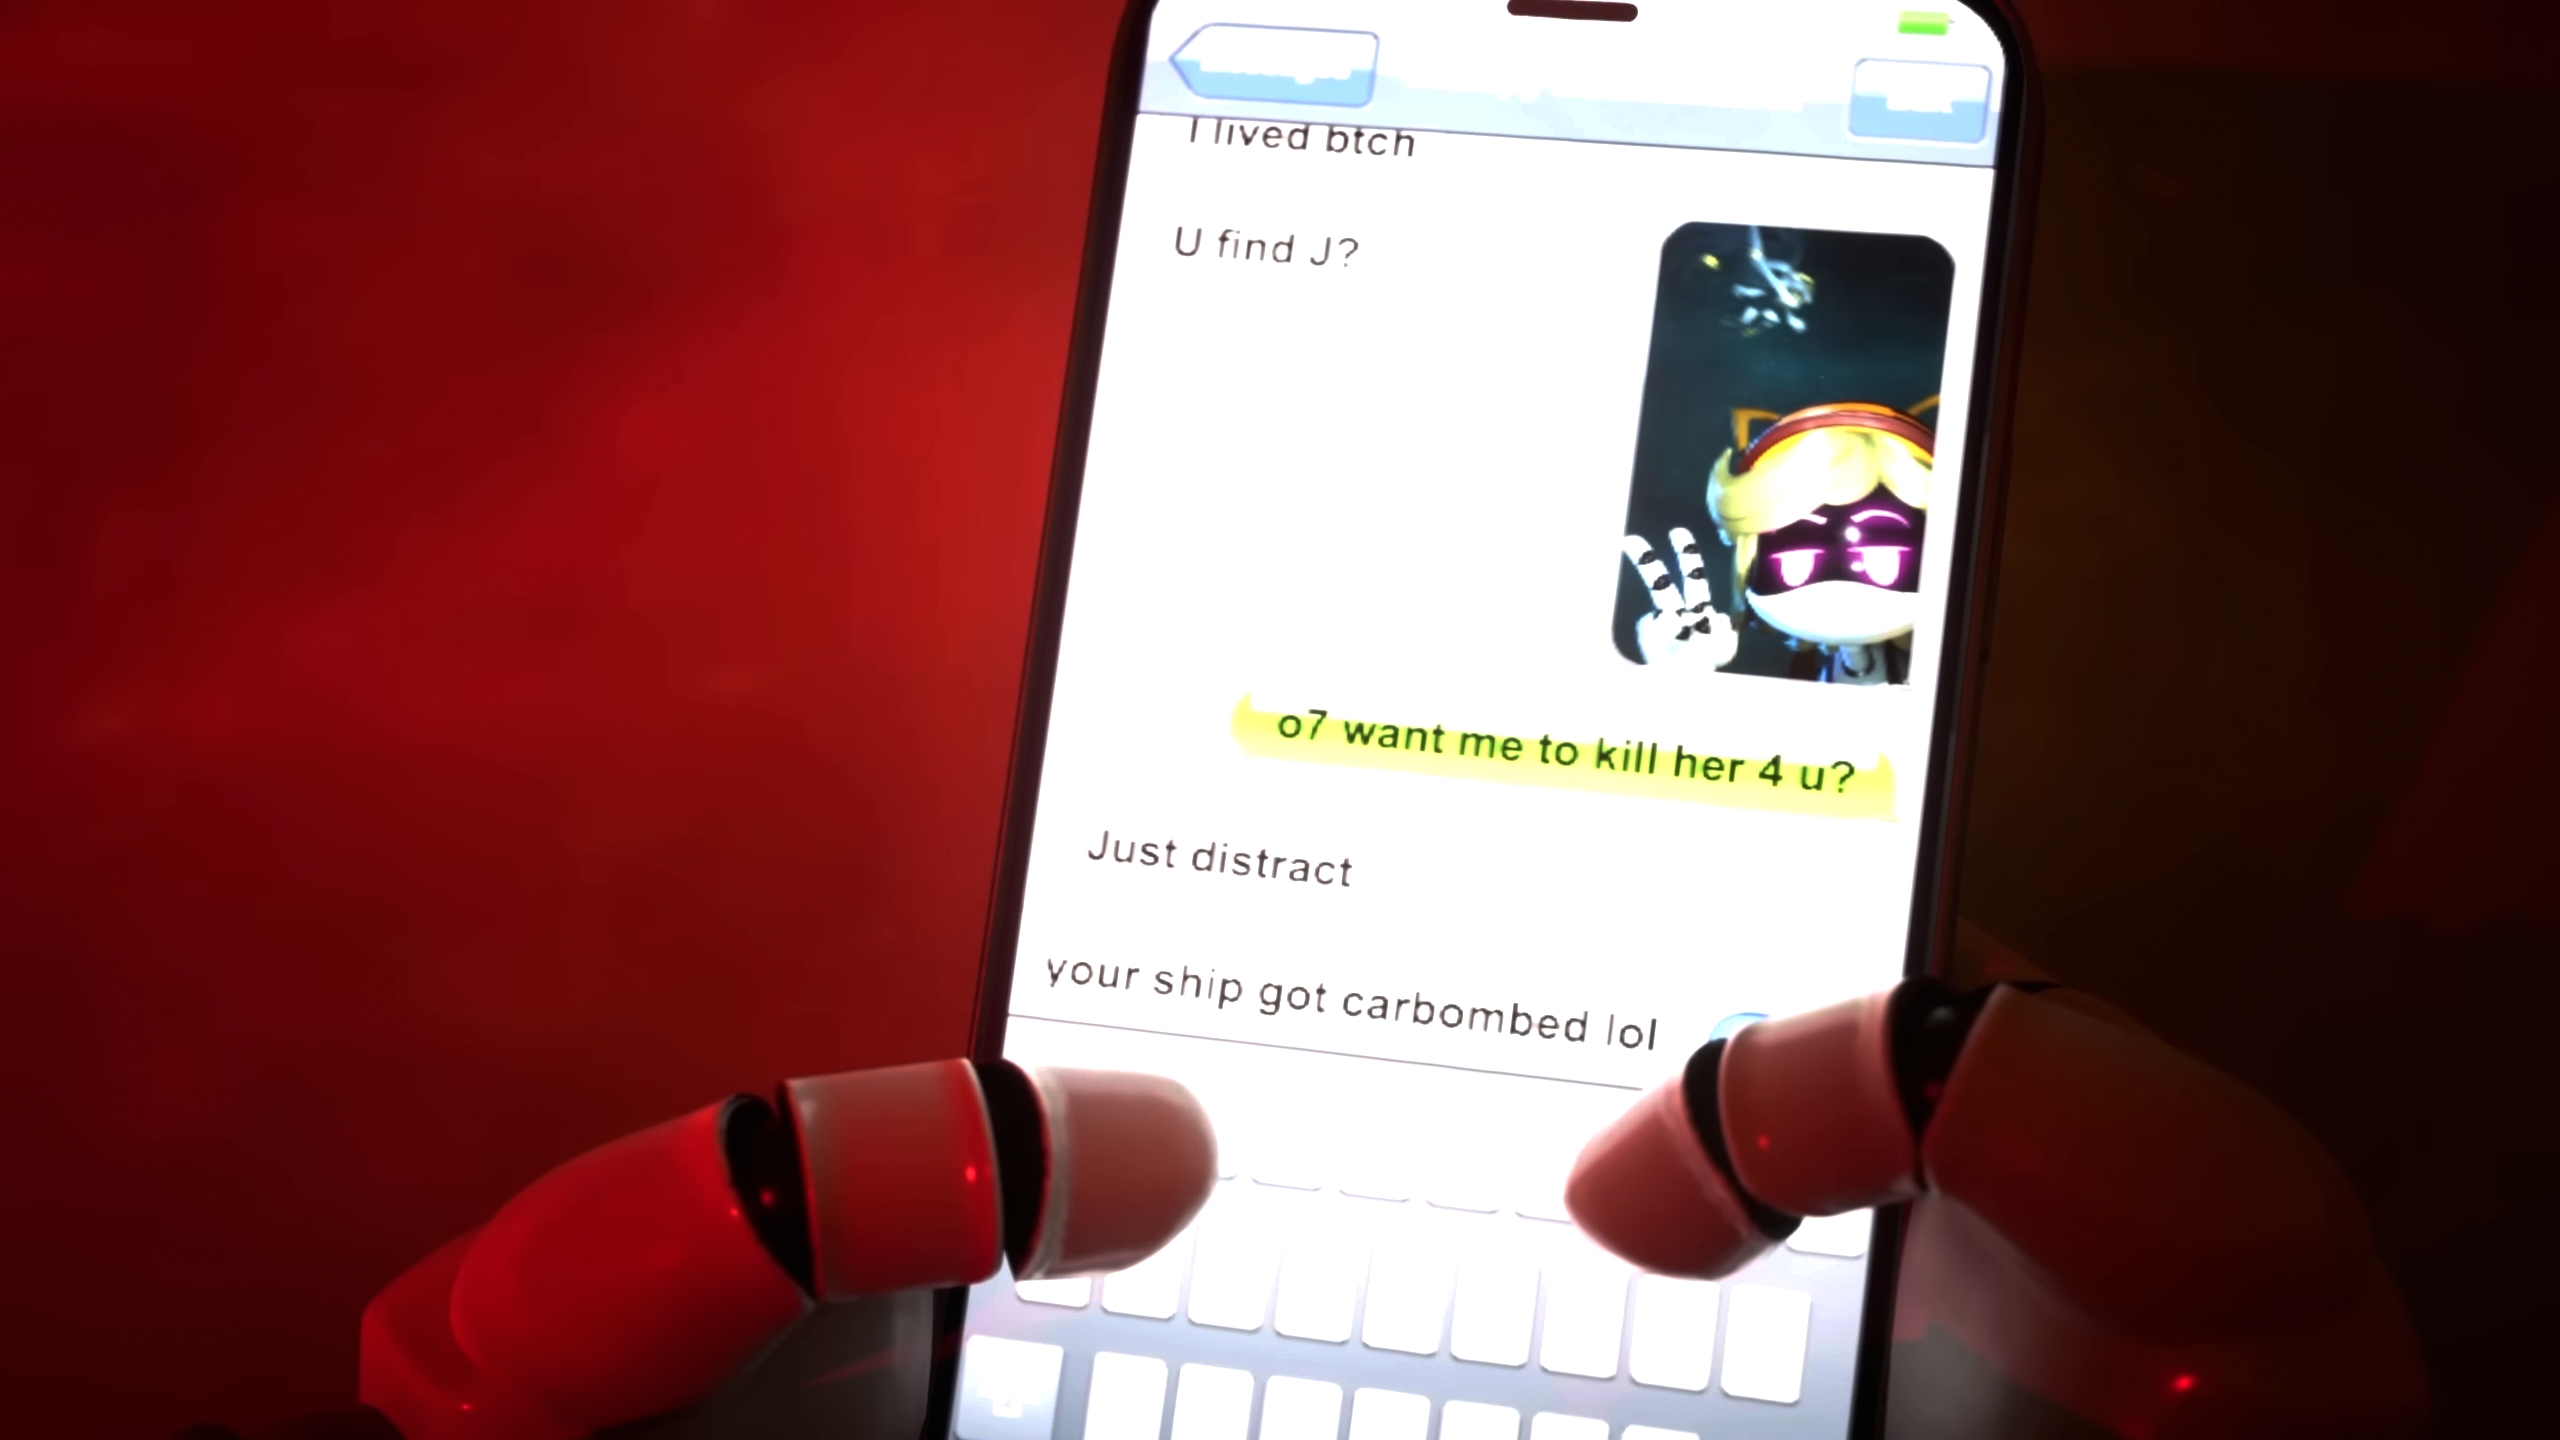 I lived btch
U find J?
o7 want me to kill her 4 u?
Just distract
your ship got carbombed lol